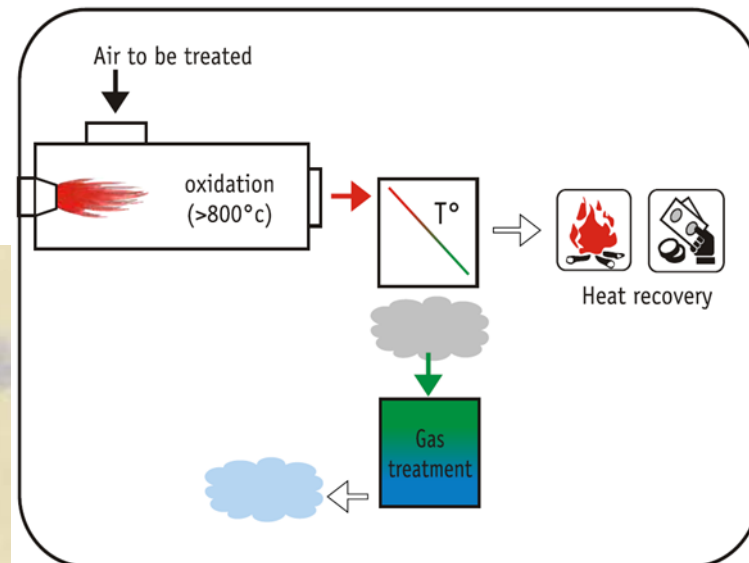 Air to be treated
oxidation
(>800°c)
T°
Heat recovery
Gas
treatment